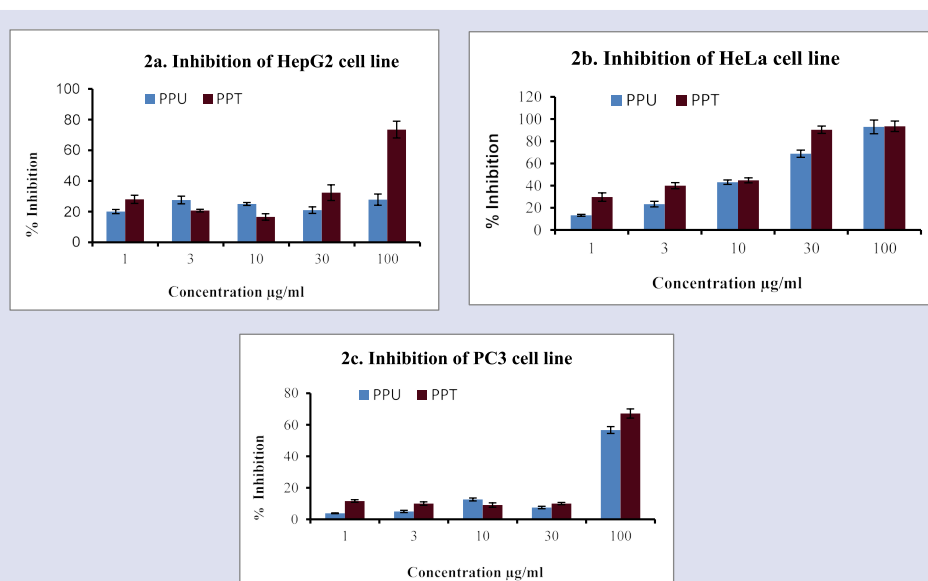 2a. Inhibition of HepG2 cell line
PPU PPT
% Inhibition
100
80
60
40
20
0
1 3 10 30 100
Concentration µg/ml
2b. Inhibition of HeLa cell line
PPU PPT
% Inhibition
120
100
80
60
40
20
0
1 3 10 30 100
Concentration µg/ml
2c. Inhibition of PC3 cell line
PPU PPT
% Inhibition
80
60
40
20
0
1 3 10 30 100
Concentration µg/ml